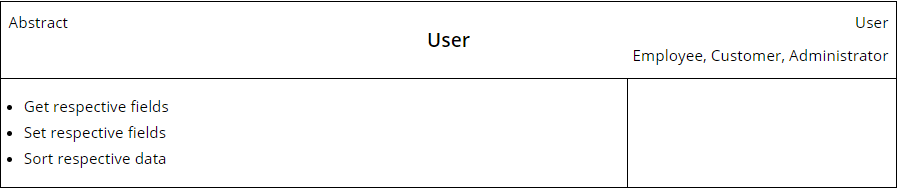 Abstract
User
User
Employee, Customer, Administrator
Get respective fields
Set respective fields
Sort respective data